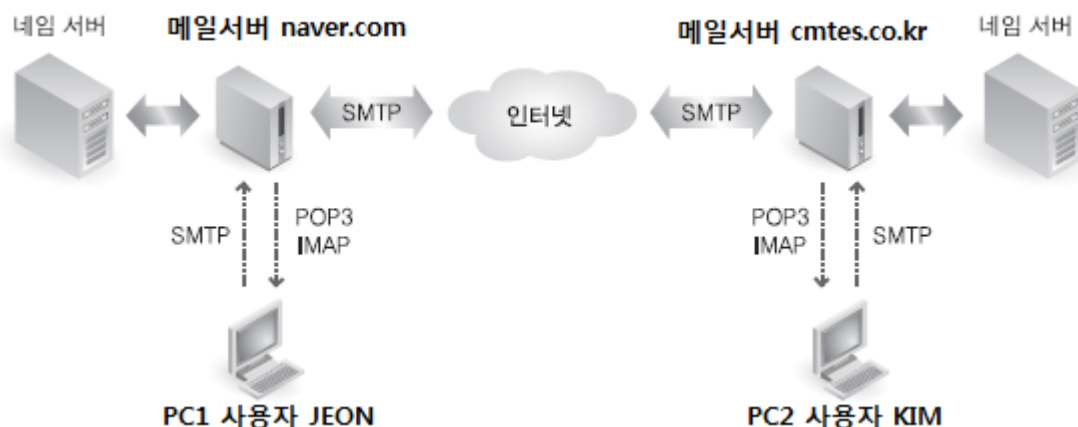 네임 서버
메일서버 naver.com
메일서버 cmtes.co.kr
네임 서버
SMTP
인터넷
SMTP
SMTP
POP3
IMAP
POP3
IMAP
SMTP
PC1 사용자 JEON
PC2 사용자 KIM